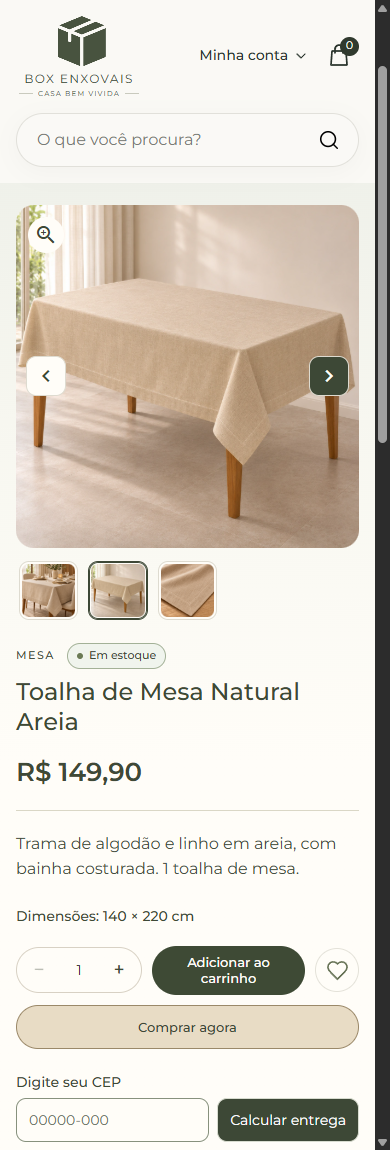 BOX ENXOVAIS
CASA BEM VIVIDA
Minha conta
0
O que você procura?
MESA
Em estoque
Toalha de Mesa Natural
Areia
R$ 149,90
Trama de algodão e linho em areia, com
bainha costurada. 1 toalha de mesa.
Dimensões: 140 × 220 cm
− 1 +
Adicionar ao
carrinho
Comprar agora
Digite seu CEP
00000-000
Calcular entrega